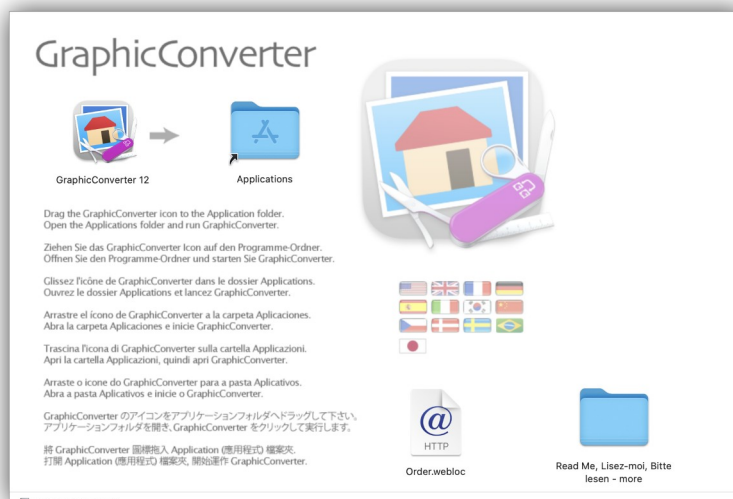 GraphicConverter
GraphicConverter 12
Applications
Drag the GraphicConverter icon to the Application folder.
Open the Applications folder and run GraphicConverter.
Ziehen Sie das GraphicConverter Icon auf den Programme-Ordner.
Öffnen Sie den Programme-Ordner und starten Sie GraphicConverter.
Glissez l'icône de GraphicConverter dans le dossier Applications.
Ouvrez le dossier Applications et lancez GraphicConverter.
Arrastre el ícono de GraphicConverter a la carpeta Aplicaciones.
Abra la carpeta Aplicaciones e inicie GraphicConverter.
Trascina l'icona di GraphicConverter sulla cartella Applicazioni.
Apri la cartella Applicazioni, quindi apri GraphicConverter.
Arraste o icone do GraphicConverter para a pasta Aplicativos.
Abra a pasta Aplicativos e inicie o GraphicConverter.
GraphicConverter のアイコンをアプリケーションフォルダへドラッグして下さい。
アプリケーションフォルダを開き, GraphicConverter をクリックして実行します。
將 GraphicConverter 圖標拖入 Application (應用程式) 檔案夾.
打開 Application (應用程式) 檔案夾, 開始運作 GraphicConverter.
@
HTTP
Order.webloc
Read Me, Lisez-moi, Bitte
lesen - more